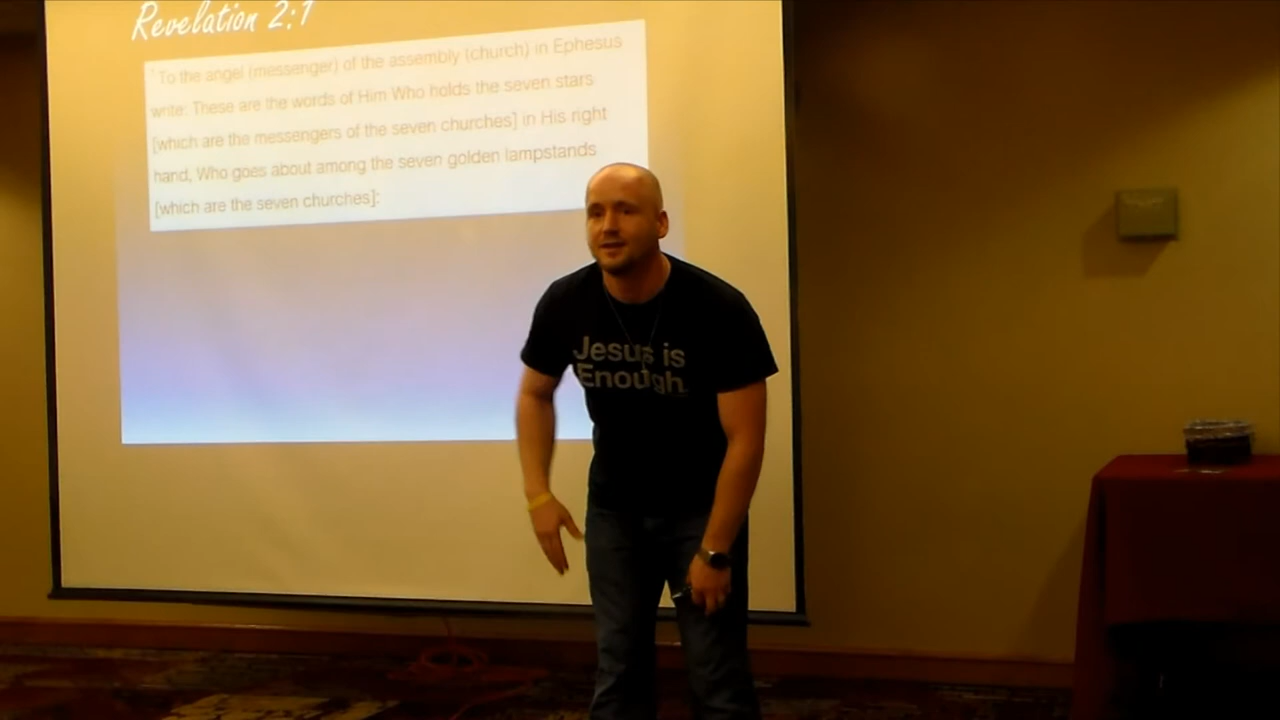 Revelation 2:1
To the angel (messenger) of the assembly (church) in Ephesus
write: These are the words of Him Who holds the seven stars
[which are the messengers of the seven churches] in His right
hand, Who goes about among the seven golden lampstands
[which are the seven churches]:
Jesus is
Enough.